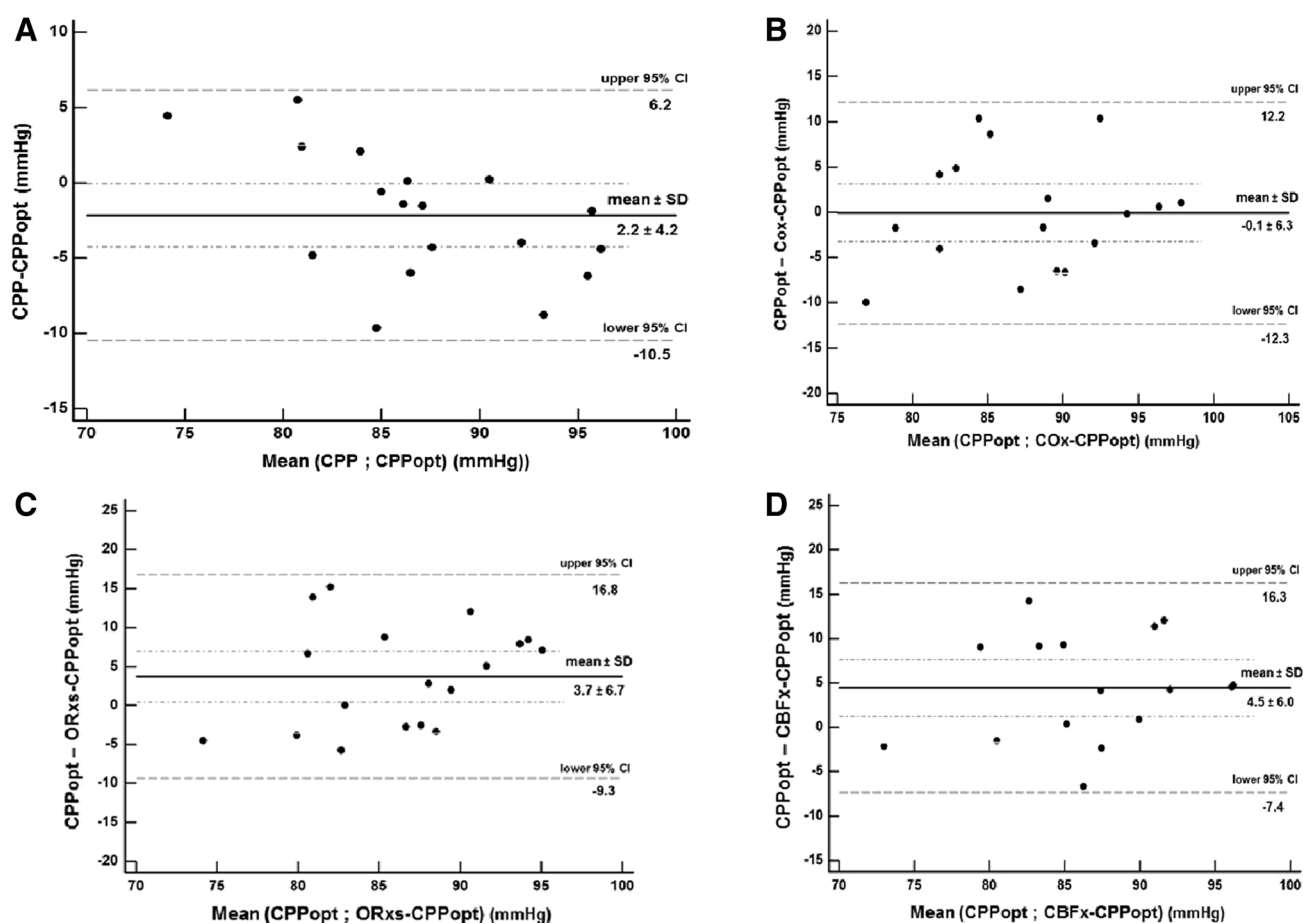 A
10
5
0
-5
-10
-15
CPP-CPPopt (mmHg)
upper 95% CI
6.2
mean ± SD
2.2 ± 4.2
lower 95% CI
-10.5
70 75 80 85 90 95 100
Mean (CPP ; CPPopt) (mmHg))
B
20
15
10
5
0
-5
-10
-15
-20
CPPopt – Cox-CPPopt (mmHg)
upper 95% CI
12.2
mean ± SD
-0.1 ± 6.3
lower 95% CI
-12.3
75 80 85 90 95 100 105
Mean (CPPopt ; COx-CPPopt) (mmHg)
C
25
20
15
10
5
0
-5
-10
-15
-20
CPPopt – ORxs-CPPopt (mmHg)
upper 95% CI
16.8
mean ± SD
3.7 ± 6.7
lower 95% CI
-9.3
70 75 80 85 90 95 100
Mean (CPPopt ; ORxs-CPPopt) (mmHg)
D
25
20
15
10
5
0
-5
-10
-15
CPPopt – CBFx-CPPopt (mmHg)
upper 95% CI
16.3
mean ± SD
4.5 ± 6.0
lower 95% CI
-7.4
70 75 80 85 90 95 100
Mean (CPPopt ; CBFx-CPPopt) (mmHg)